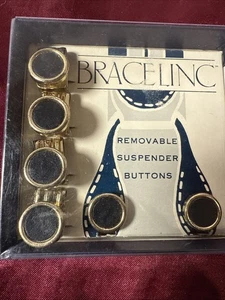 BRACELINC
REMOVABLE
SUSPENDER
BUTTONS